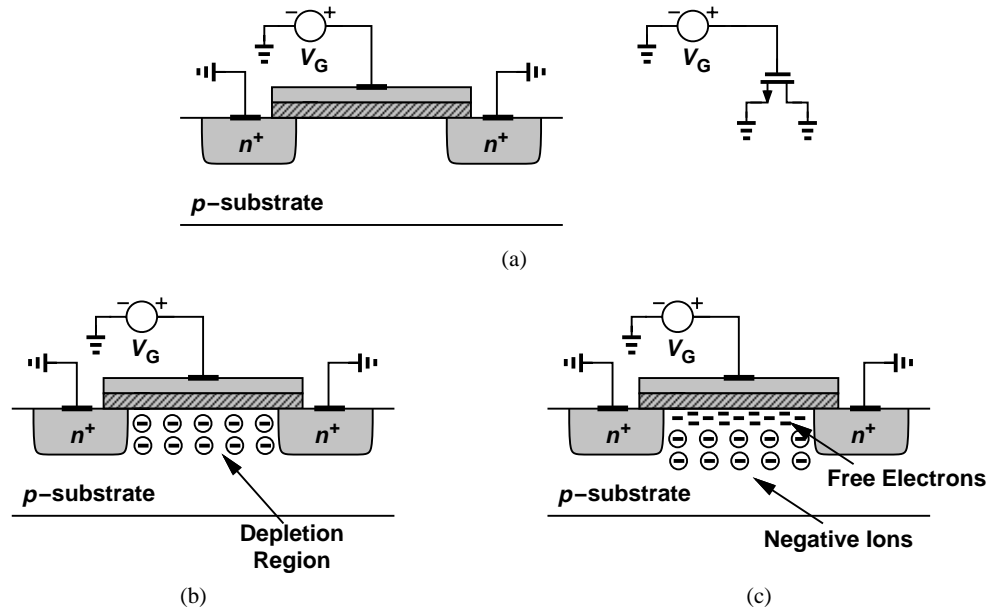 − +
V_G
n⁺ n⁺
p−substrate
− +
V_G
(a)
− +
V_G
n⁺ n⁺
p−substrate
Depletion
Region
(b)
− +
V_G
n⁺ n⁺
p−substrate
Free Electrons
Negative Ions
(c)